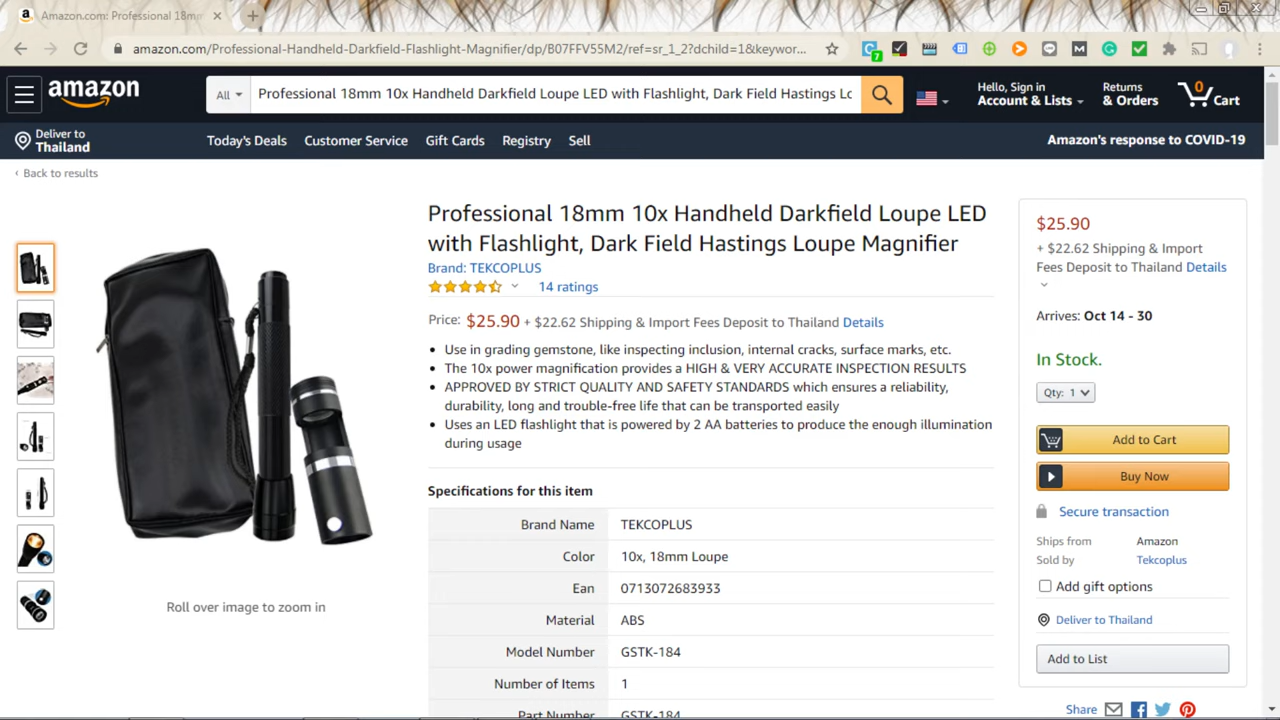 Amazon.com: Professional 18mm
amazon.com/Professional-Handheld-Darkfield-Flashlight-Magnifier/dp/B07FFV55M2/ref=sr_1_2?dchild=1&keywor...
7
amazon
All
Professional 18mm 10x Handheld Darkfield Loupe LED with Flashlight, Dark Field Hastings Lo
Hello, Sign in
Account & Lists
Returns
& Orders
0
Cart
Deliver to
Thailand
Today's Deals
Customer Service
Gift Cards
Registry
Sell
Amazon's response to COVID-19
‹ Back to results
Professional 18mm 10x Handheld Darkfield Loupe LED
with Flashlight, Dark Field Hastings Loupe Magnifier
Brand: TEKCOPLUS
14 ratings
Price: $25.90 + $22.62 Shipping & Import Fees Deposit to Thailand Details
• Use in grading gemstone, like inspecting inclusion, internal cracks, surface marks, etc.
• The 10x power magnification provides a HIGH & VERY ACCURATE INSPECTION RESULTS
• APPROVED BY STRICT QUALITY AND SAFETY STANDARDS which ensures a reliability,
durability, long and trouble-free life that can be transported easily
• Uses an LED flashlight that is powered by 2 AA batteries to produce the enough illumination
during usage
Specifications for this item
Brand Name TEKCOPLUS
Color 10x, 18mm Loupe
Ean 0713072683933
Material ABS
Model Number GSTK-184
Number of Items 1
Part Number GSTK-184
Roll over image to zoom in
$25.90
+ $22.62 Shipping & Import
Fees Deposit to Thailand Details
Arrives: Oct 14 - 30
In Stock.
Qty: 1
Add to Cart
Buy Now
Secure transaction
Ships from Amazon
Sold by Tekcoplus
Add gift options
Deliver to Thailand
Add to List
Share